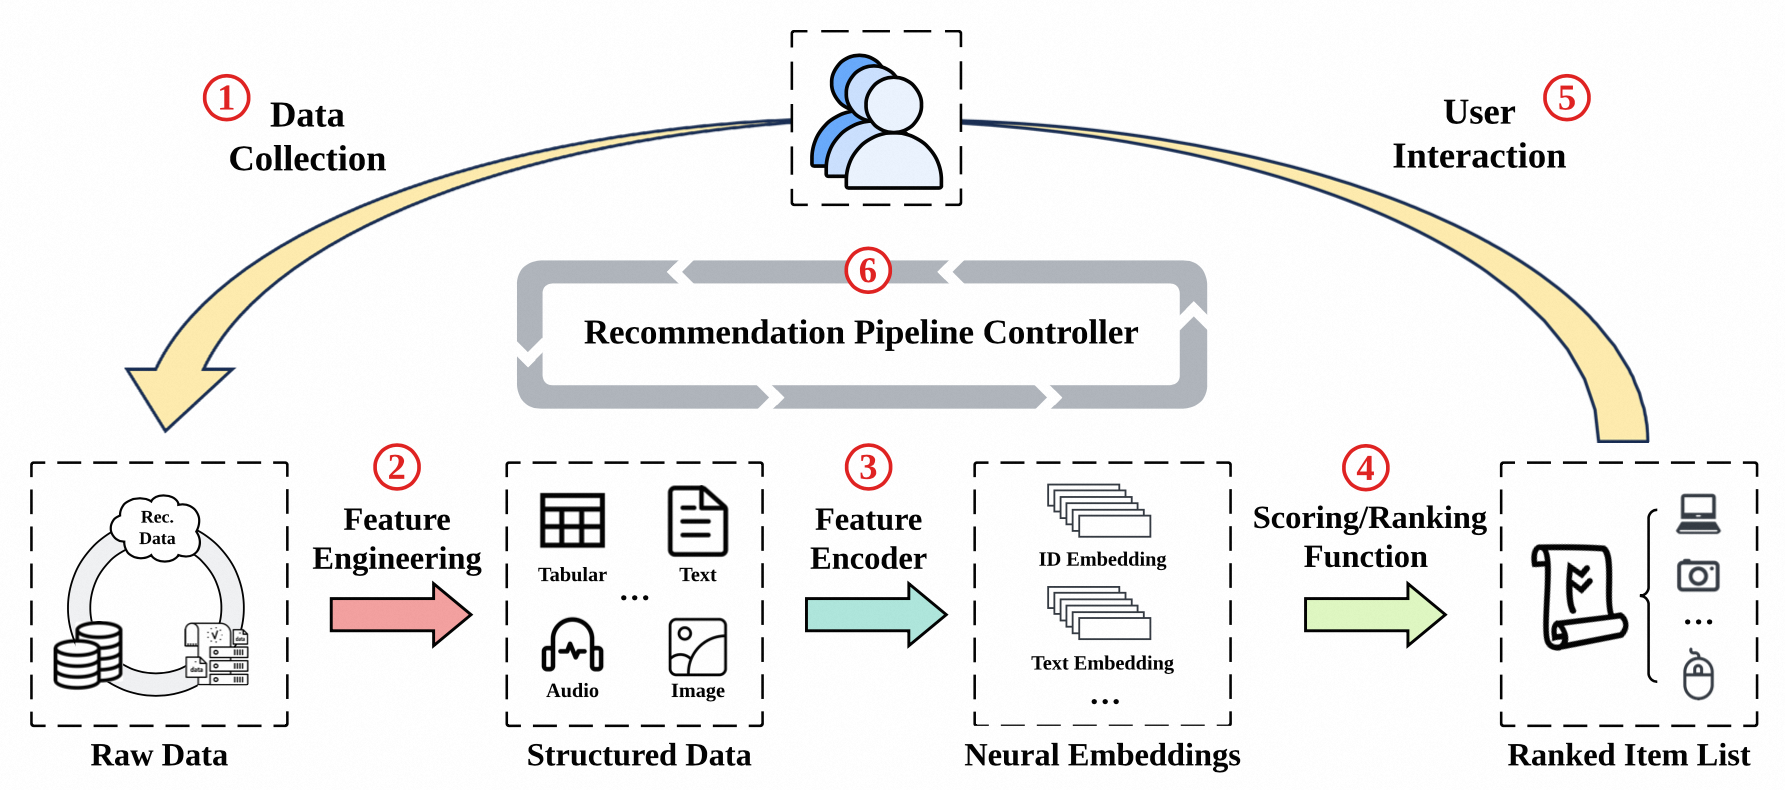 1
Data
Collection
User
Interaction
5
6
Recommendation Pipeline Controller
2
Feature
Engineering
3
Feature
Encoder
4
Scoring/Ranking
Function
Rec.
Data
data
data
Tabular
Text
...
Audio
Image
ID Embedding
Text Embedding
...
...
Raw Data
Structured Data
Neural Embeddings
Ranked Item List